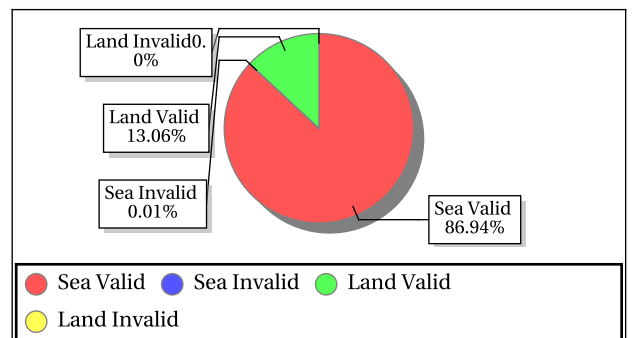 Land Invalid0.
0%
Land Valid
13.06%
Sea Invalid
0.01%
Sea Valid
86.94%
Sea Valid Sea Invalid Land Valid
Land Invalid